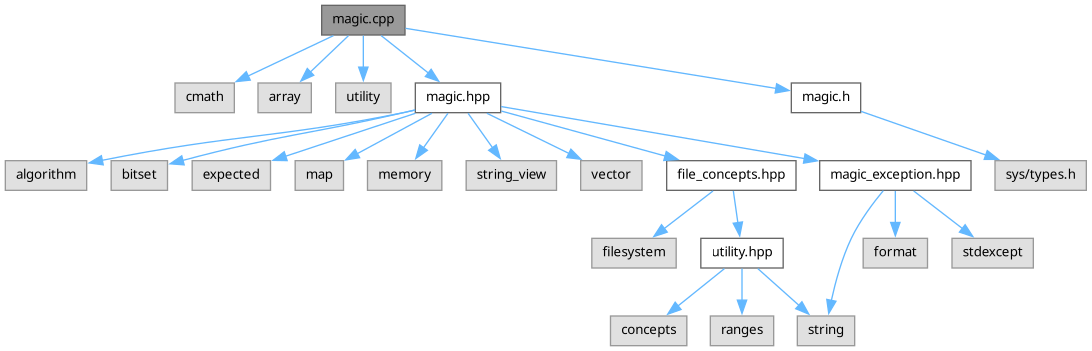 magic.cpp
cmath
array
utility
magic.hpp
magic.h
algorithm
bitset
expected
map
memory
string_view
vector
file_concepts.hpp
magic_exception.hpp
sys/types.h
filesystem
utility.hpp
format
stdexcept
concepts
ranges
string